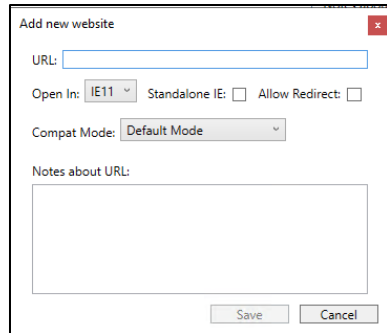 Add new website
x
URL:
Open In: IE11 Standalone IE: Allow Redirect:
Compat Mode: Default Mode
Notes about URL:
Save Cancel